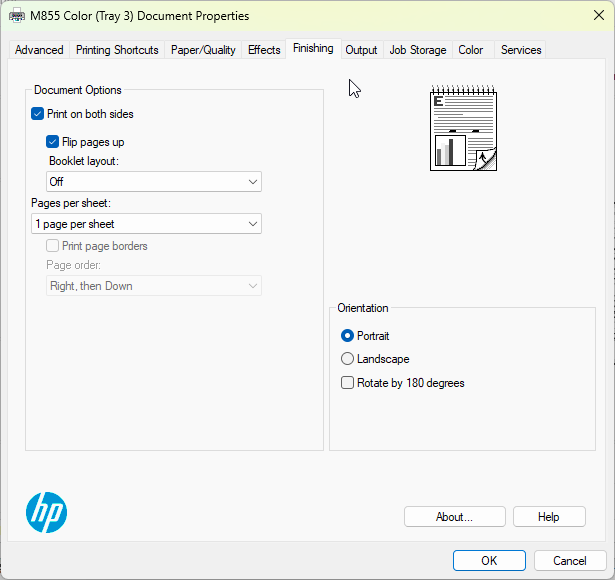 M855 Color (Tray 3) Document Properties
Advanced Printing Shortcuts Paper/Quality Effects Finishing Output Job Storage Color Services
Document Options
Print on both sides
Flip pages up
Booklet layout:
Off
Pages per sheet:
1 page per sheet
Print page borders
Page order:
Right, then Down
E
Orientation
Portrait
Landscape
Rotate by 180 degrees
hp
About... Help
OK Cancel